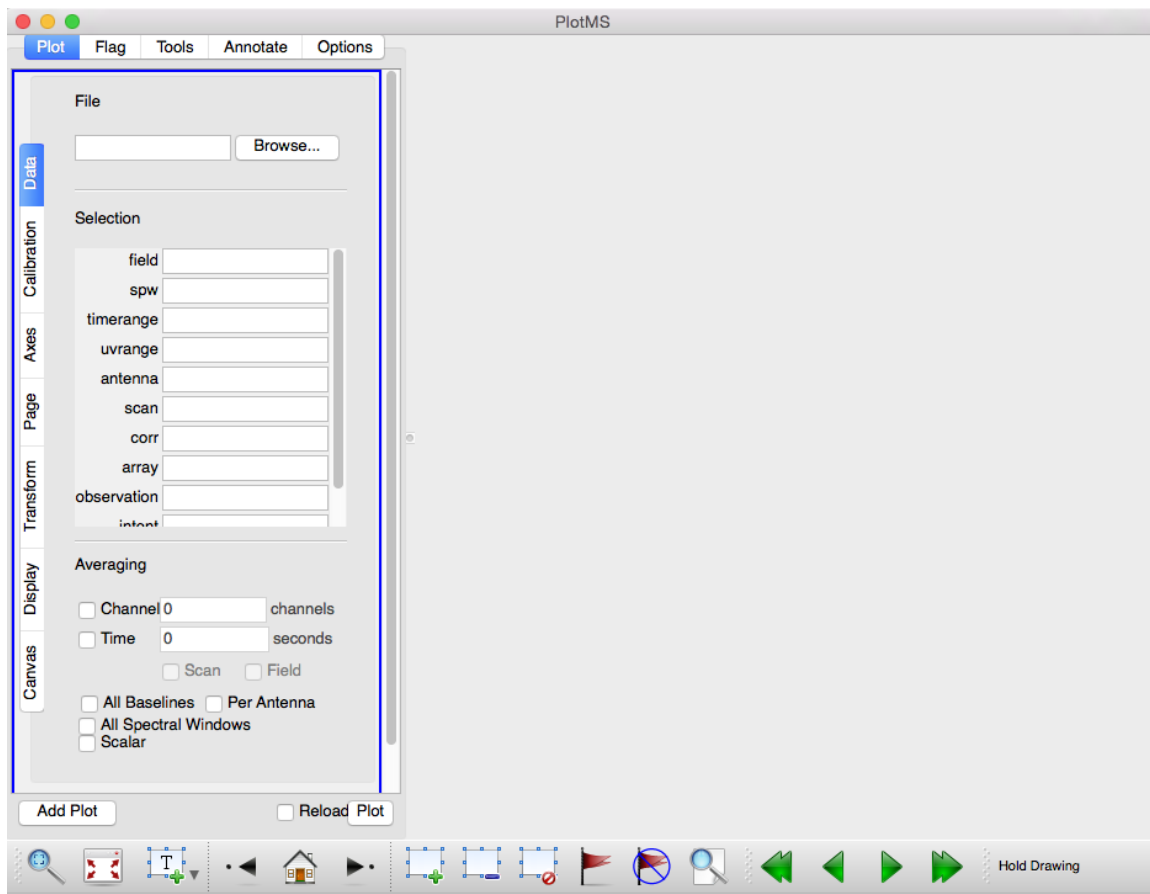 PlotMS
Plot Flag Tools Annotate Options
File
Browse...
Data
Calibration
Axes
Page
Transform
Display
Canvas
Selection
field
spw
timerange
uvrange
antenna
scan
corr
array
observation
intent
Averaging
Channel 0 channels
Time 0 seconds
Scan Field
All Baselines Per Antenna
All Spectral Windows
Scalar
Add Plot Reload Plot
T Hold Drawing